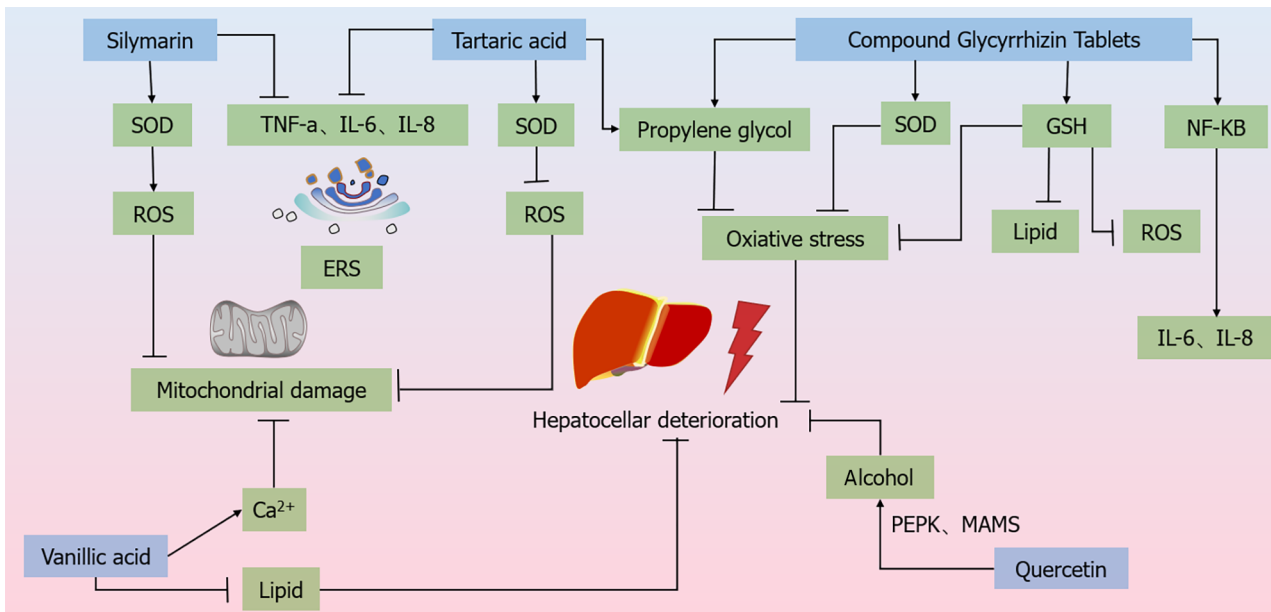 Silymarin
Tartaric acid
Compound Glycyrrhizin Tablets
SOD
TNF-a、IL-6、IL-8
SOD
Propylene glycol
SOD
GSH
NF-KB
ROS
ROS
Oxiative stress
Lipid
ROS
ERS
IL-6、IL-8
Mitochondrial damage
Hepatocellar deterioration
Alcohol
Ca²⁺
PEPK、MAMS
Vanillic acid
Quercetin
Lipid